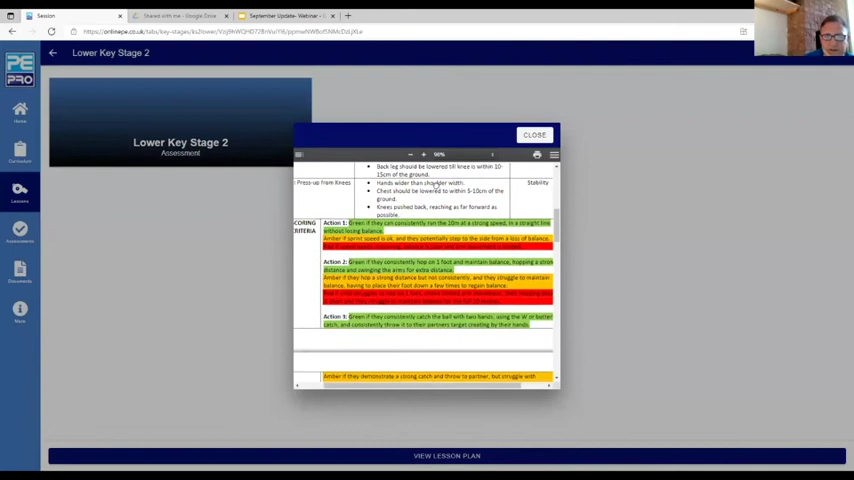 Session
Shared with me - Google Drive
September Update- Webinar -
Lower Key Stage 2
PE
PRO
Home
Curriculum
Lessons
Assessments
Documents
Info
Lower Key Stage 2
Assessment
CLOSE
98%
Back leg should be lowered till knee is within 10-
15cm of the ground.
Press-up from Knees
Hands wider than shoulder width.
Stability
Chest should be lowered to within 5-10cm of the
ground.
Knees pushed back, reaching as far forward as
possible.
CORING
CRITERIA
Action 1: Green if they can consistently run the 10m at a strong speed, in a straight line
without losing balance.
Amber if sprint speed is ok, and they potentially step to the side from a loss of balance.
Action 2: Green if they consistently hop on 1 foot and maintain balance, hopping a stron
distance and swinging the arms for extra distance.
Amber if they hop a strong distance but not consistently, and they struggle to maintain
balance, having to place their foot down a few times to regain balance.
Action 3: Green if they consistently catch the ball with two hands, using the W or butter
catch, and consistently throw it to their partners target creating by their hands.
Amber if they demonstrate a strong catch and throw to partner, but struggle with
VIEW LESSON PLAN